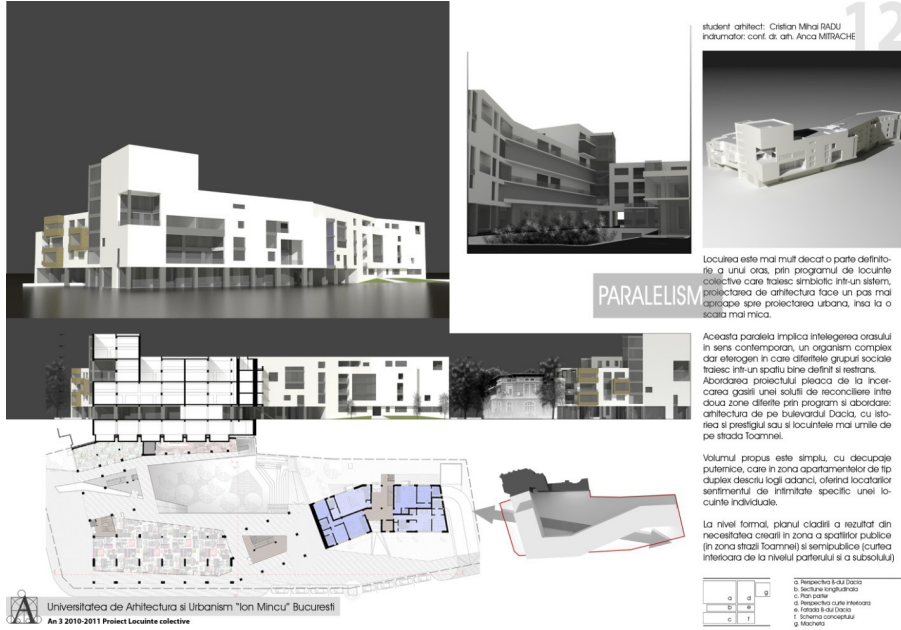 12
student arhitect: Cristian Mihai RADU
indrumator: conf. dr. arh. Anca MITRACHE
PARALELISM
Locuirea este mai mult decat o parte definito-
rie a unui oras, prin programul de locuinte
colective care traiesc simbiotic intr-un sistem,
proiectarea de arhitectura face un pas mai
aproape spre proiectarea urbana, insa la o
scara mai mica.
Aceasta paralela implica intelegerea orasului
in sens contemporan, un organism complex
dar eterogen in care diferitele grupuri sociale
traiesc intr-un spatiu bine definit si restrans.
Abordarea proiectului pleaca de la incer-
carea gasirii unei solutii de reconciliere intre
doua zone diferite prin program si abordare:
arhitectura de pe bulevardul Dacia, cu isto-
riea si prestigiul sau si locuintele mai umile de
pe strada Toamnei.
Volumul propus este simplu, cu decupaje
puternice, care in zona apartamentelor de tip
duplex descriu logii adanci, oferind locatarilor
sentimentul de intimitate specific unei lo-
cuinte individuale.
La nivel formal, planul cladirii a rezultat din
necesitatea crearii in zona a spatiilor publice
(in zona strazii Toamnei) si semipublice (curtea
interioara de la nivelul parterului si a subsolului)
a d g
b e
c f
a. Perspectiva B-dul Dacia
b. Sectiune longitudinala
c. Plan parter
d. Perspectiva curte interioara
e. Fatada B-dul Dacia
f. Schema conceptului
g. Macheta
Universitatea de Arhitectura si Urbanism "Ion Mincu" Bucuresti
An 3 2010-2011 Proiect Locuinte colective